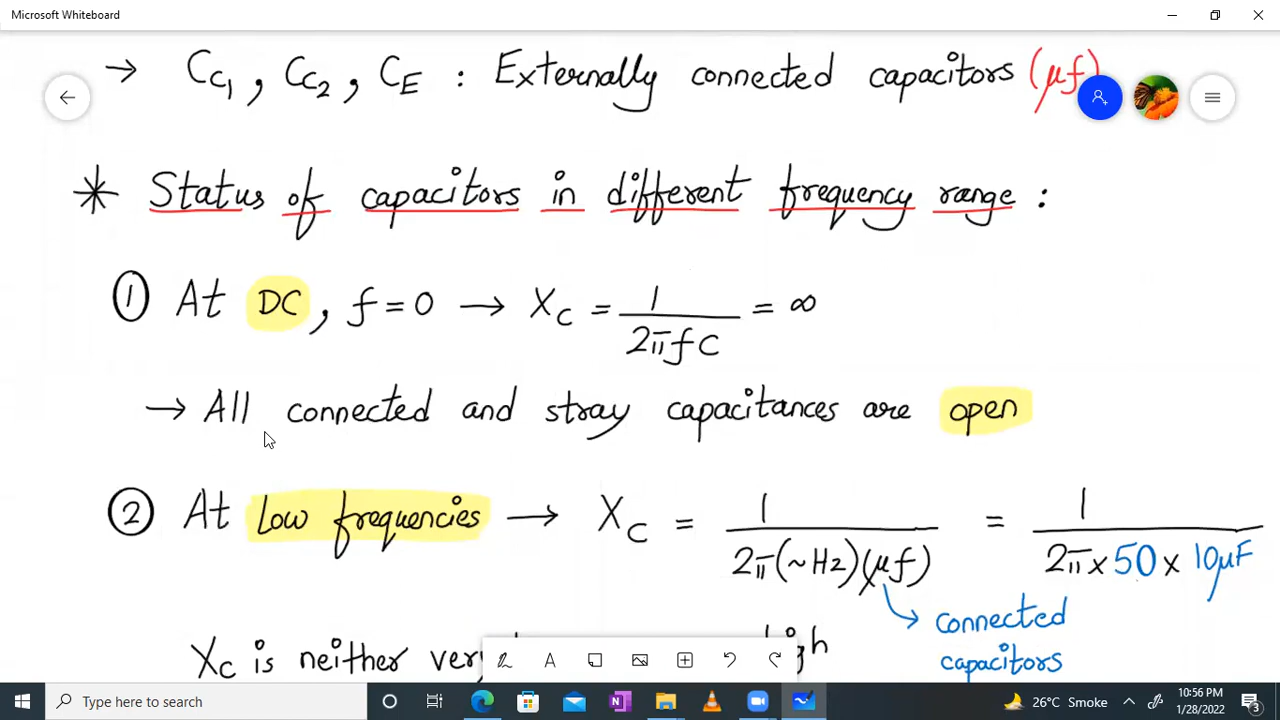 Microsoft Whiteboard
→ CC1, CC2, CE : Externally connected capacitors (μf)
* Status of capacitors in different frequency range :
① At DC, f = 0 → XC = 1 / 2πfC = ∞
→ All connected and stray capacitances are open
② At Low frequencies → XC = 1 / 2π(~Hz)(μf) = 1 / 2π × 50 × 10μF
connected
capacitors
XC is neither very
Type here to search
26°C Smoke
10:56 PM
1/28/2022
3